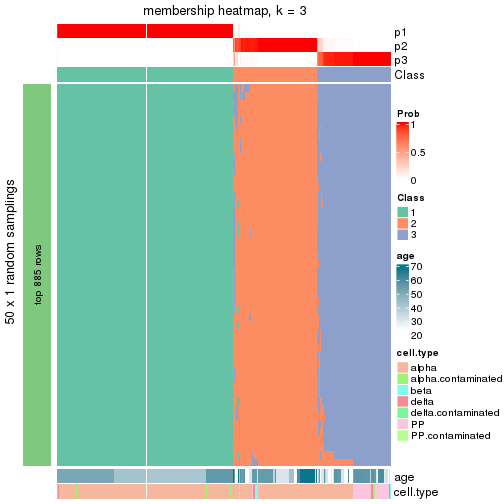 membership heatmap, k = 3
p1
p2
p3
Class
50 x 1 random samplings
top 885 rows
Prob
1
0.5
0
Class
1
2
3
age
70
60
50
40
30
20
cell.type
alpha
alpha.contaminated
beta
delta
delta.contaminated
PP
PP.contaminated
age
cell.type